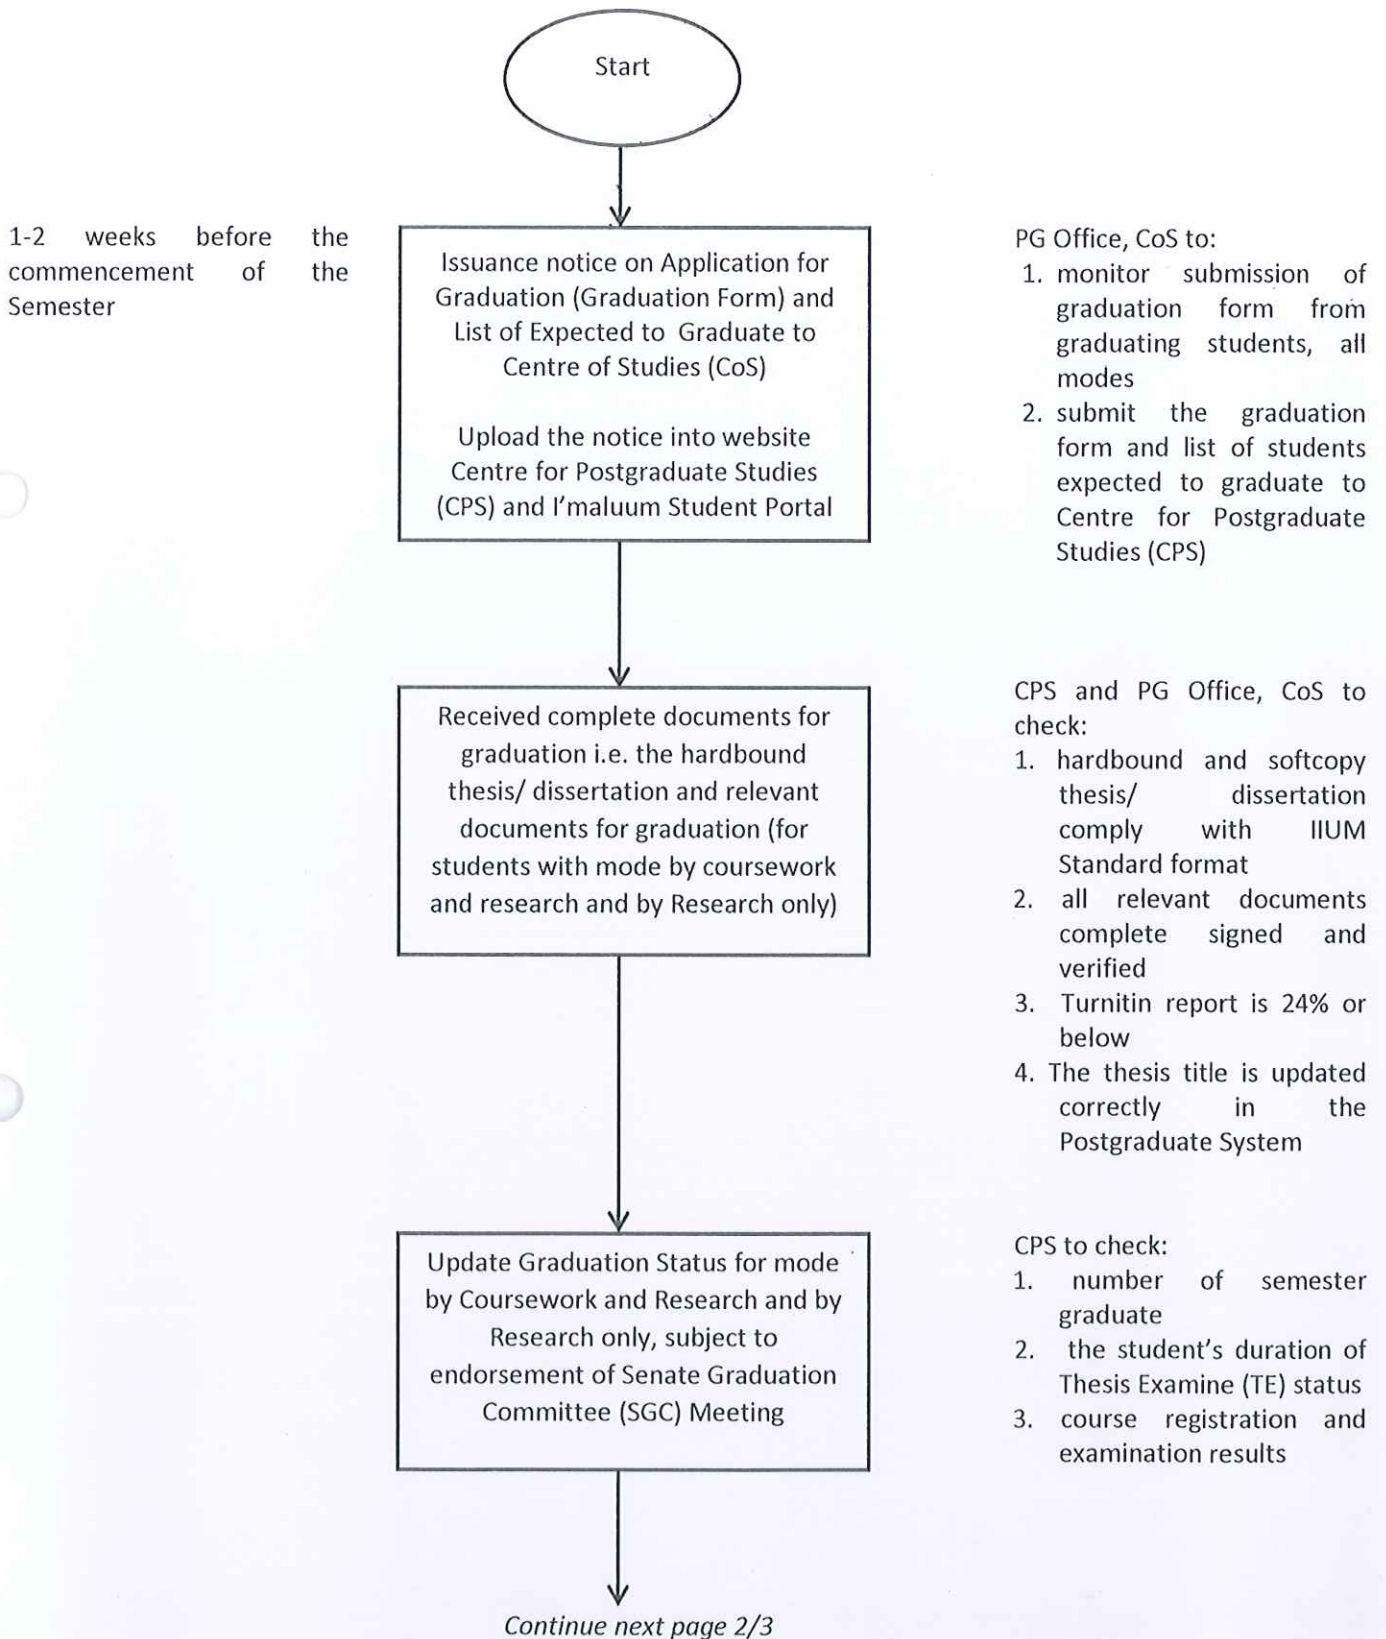 Start
1-2 weeks before the
commencement of the
Semester
Issuance notice on Application for
Graduation (Graduation Form) and
List of Expected to Graduate to
Centre of Studies (CoS)
Upload the notice into website
Centre for Postgraduate Studies
(CPS) and I'maluum Student Portal
PG Office, CoS to:
1. monitor submission of
graduation form from
graduating students, all
modes
2. submit the graduation
form and list of students
expected to graduate to
Centre for Postgraduate
Studies (CPS)
Received complete documents for
graduation i.e. the hardbound
thesis/ dissertation and relevant
documents for graduation (for
students with mode by coursework
and research and by Research only)
CPS and PG Office, CoS to
check:
1. hardbound and softcopy
thesis/ dissertation
comply with IIUM
Standard format
2. all relevant documents
complete signed and
verified
3. Turnitin report is 24% or
below
4. The thesis title is updated
correctly in the
Postgraduate System
Update Graduation Status for mode
by Coursework and Research and by
Research only, subject to
endorsement of Senate Graduation
Committee (SGC) Meeting
CPS to check:
1. number of semester
graduate
2. the student's duration of
Thesis Examine (TE) status
3. course registration and
examination results
Continue next page 2/3